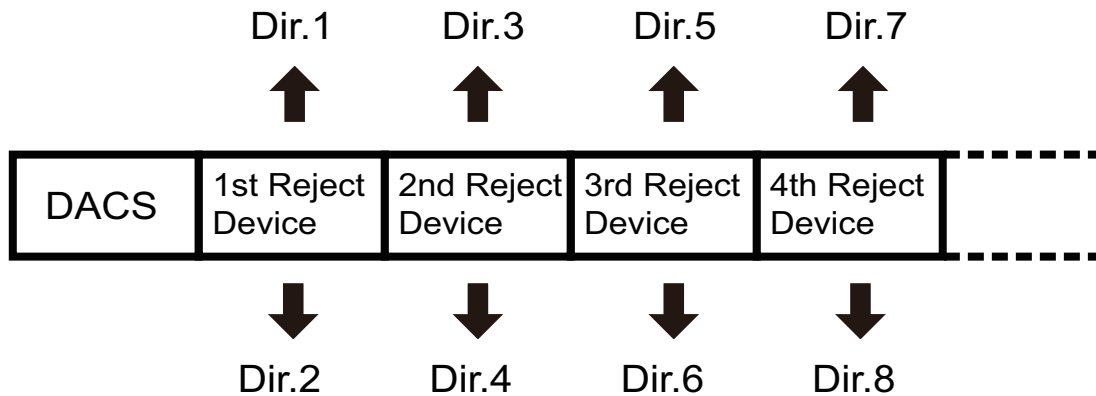 Dir.1 Dir.3 Dir.5 Dir.7
DACS
1st Reject
Device
2nd Reject
Device
3rd Reject
Device
4th Reject
Device
Dir.2 Dir.4 Dir.6 Dir.8